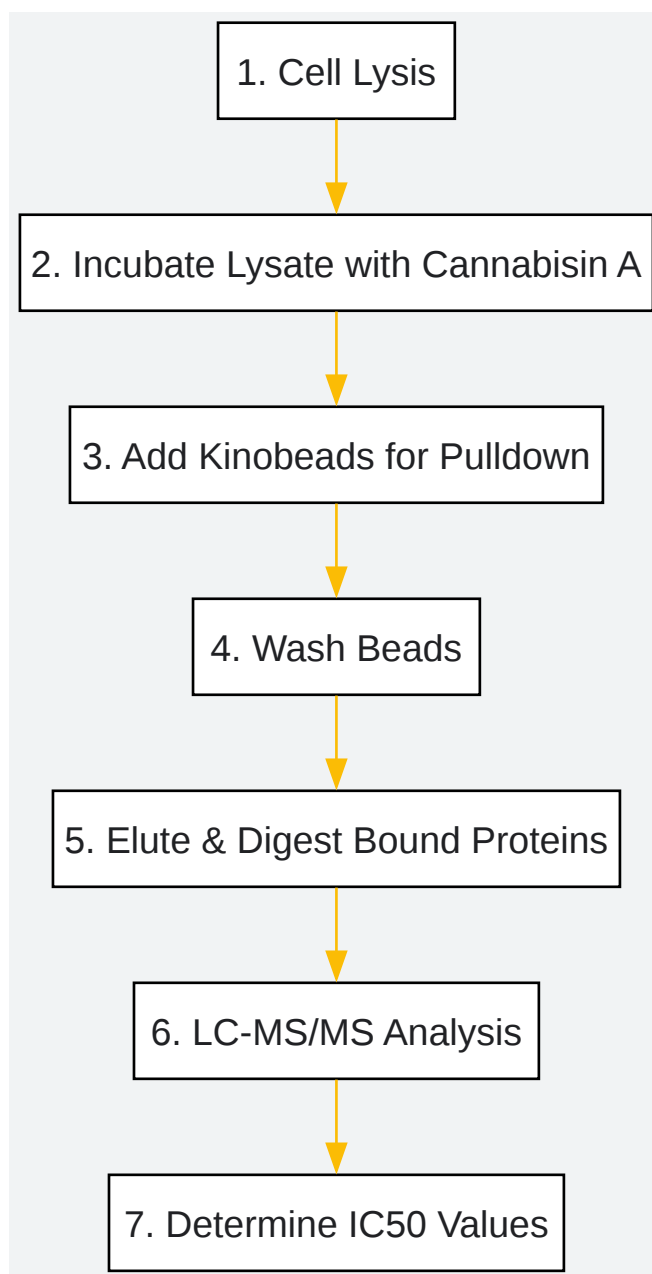 1. Cell Lysis
2. Incubate Lysate with Cannabisin A
3. Add Kinobeads for Pulldown
4. Wash Beads
5. Elute & Digest Bound Proteins
6. LC-MS/MS Analysis
7. Determine IC50 Values